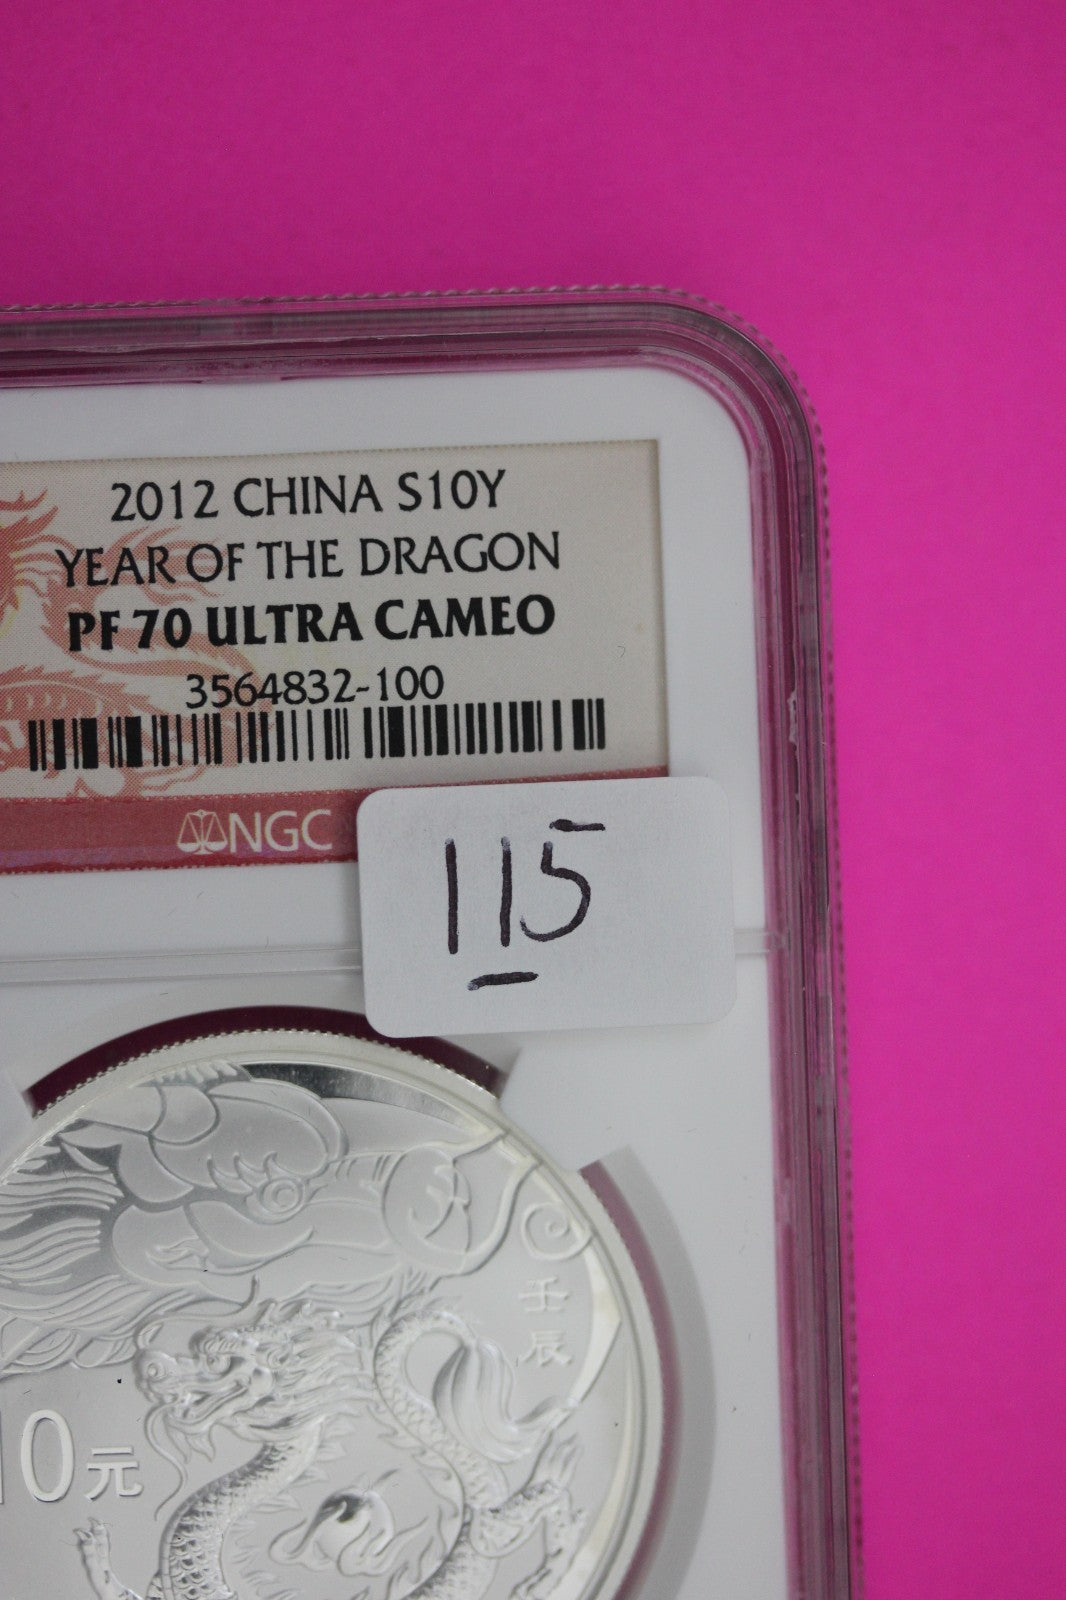 2012 CHINA S10Y
YEAR OF THE DRAGON
PF 70 ULTRA CAMEO
3564832-100
NGC
115
壬
辰
10元